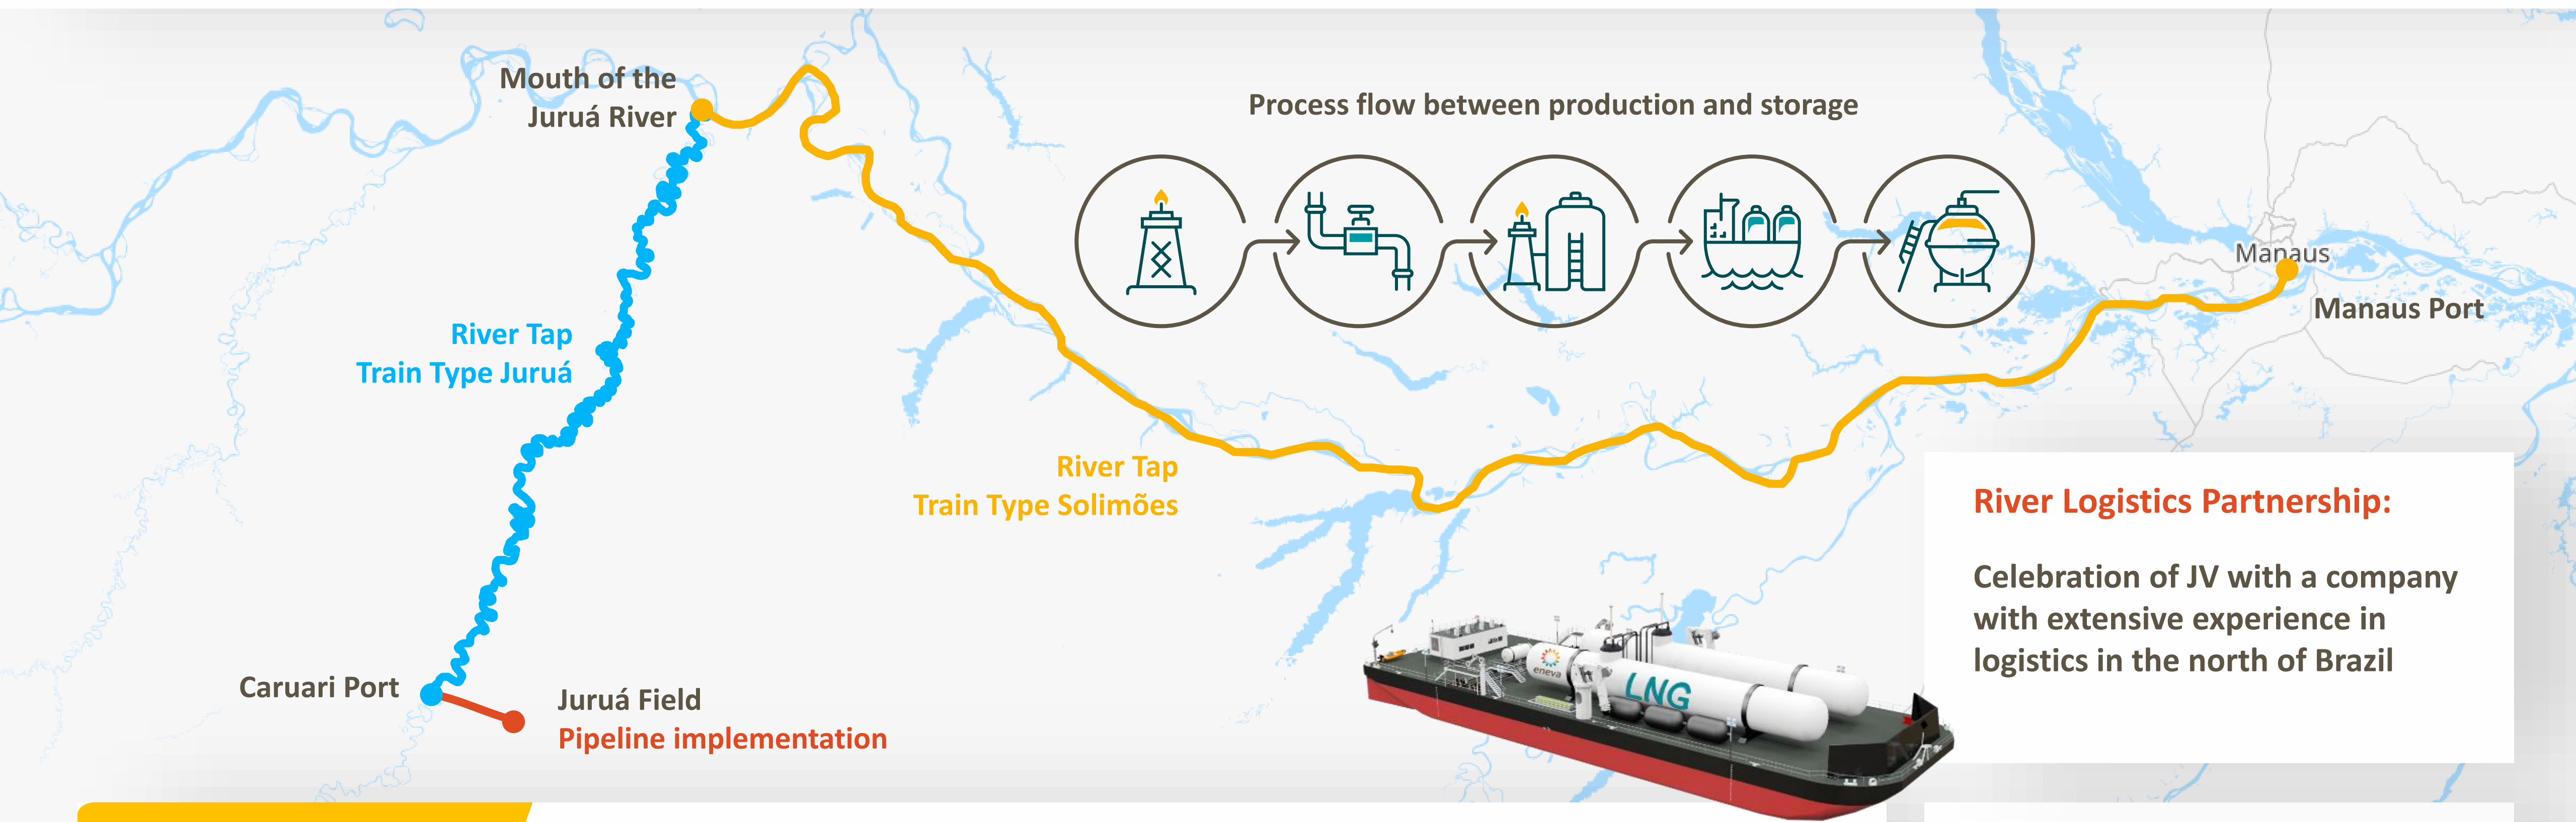 Mouth of the
Juruá River
Process flow between production and storage
Manaus
Manaus Port
River Tap
Train Type Juruá
River Tap
Train Type Solimões
River Logistics Partnership:
Celebration of JV with a company
with extensive experience in
logistics in the north of Brazil
eneva
LNG
Caruari Port
Juruá Field
Pipeline implementation